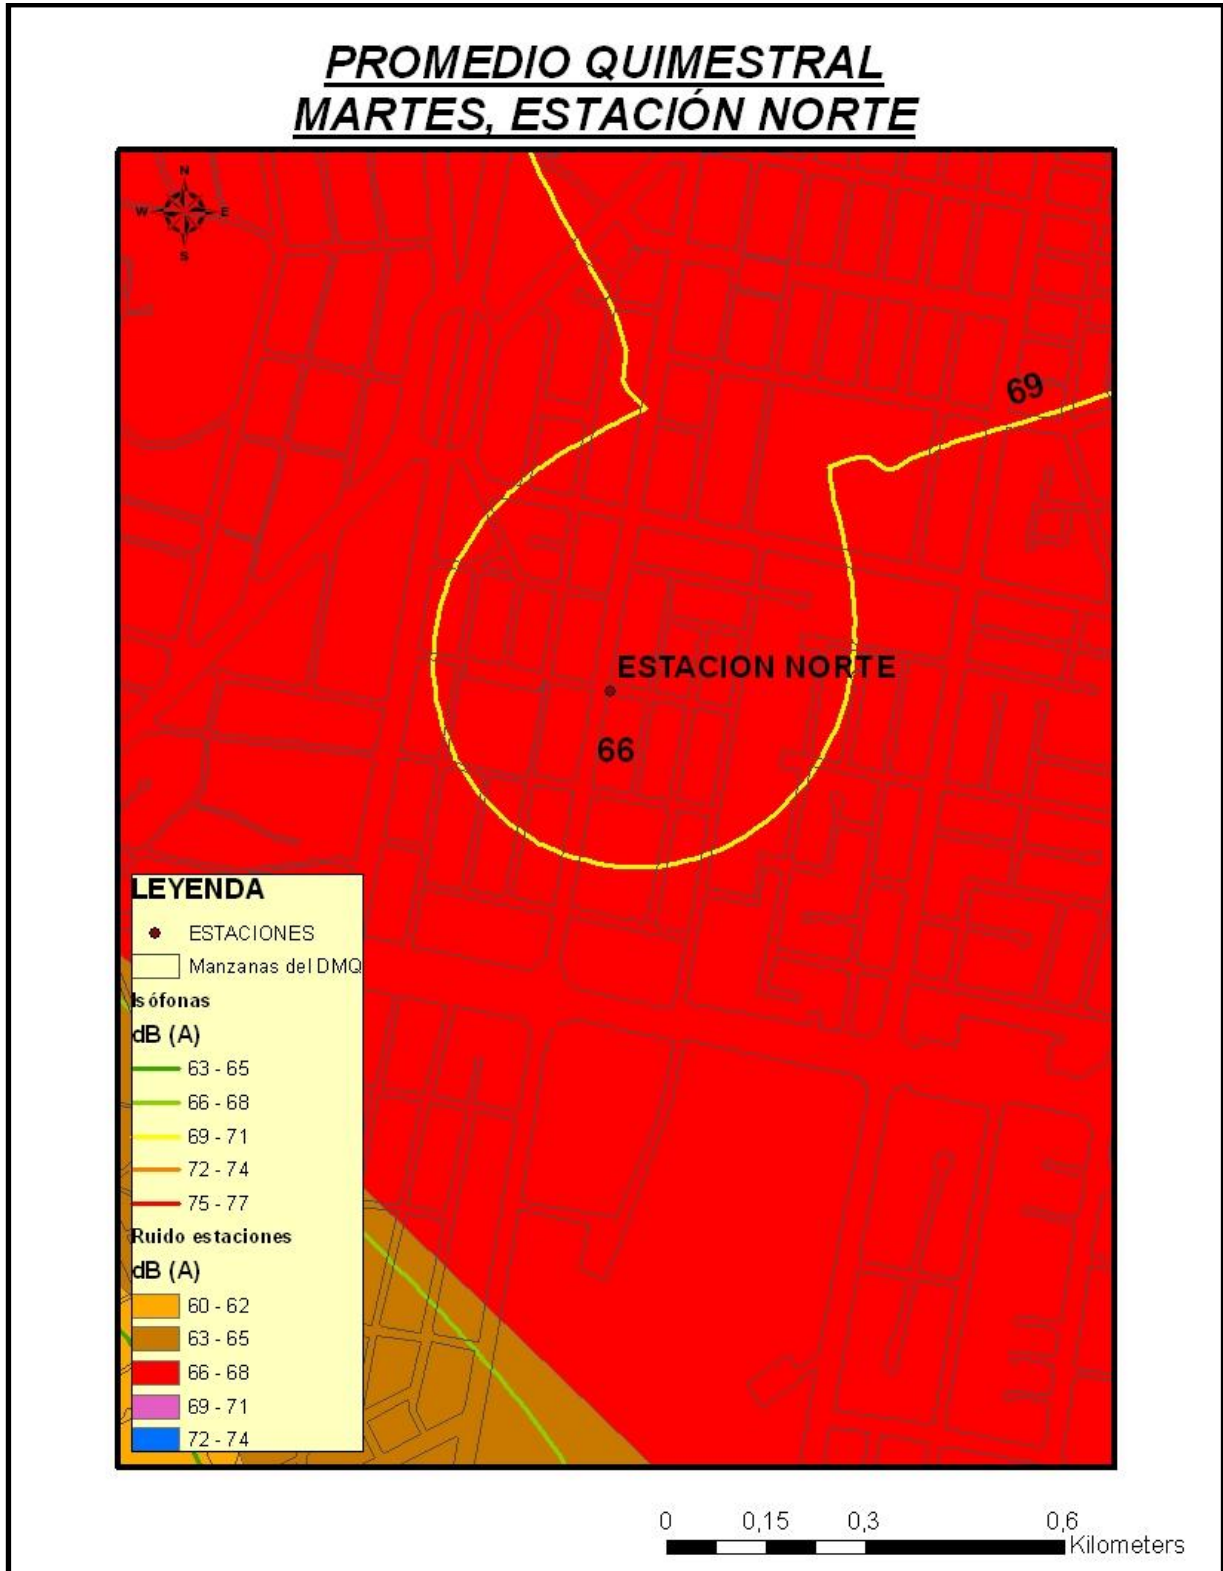 PROMEDIO QUIMESTRAL
MARTES, ESTACIÓN NORTE
N
W E
S
69
ESTACION NORTE
66
LEYENDA
ESTACIONES
Manzanas del DMQ
Isófonas
dB (A)
63 - 65
66 - 68
69 - 71
72 - 74
75 - 77
Ruido estaciones
dB (A)
60 - 62
63 - 65
66 - 68
69 - 71
72 - 74
0 0,15 0,3 0,6
Kilometers